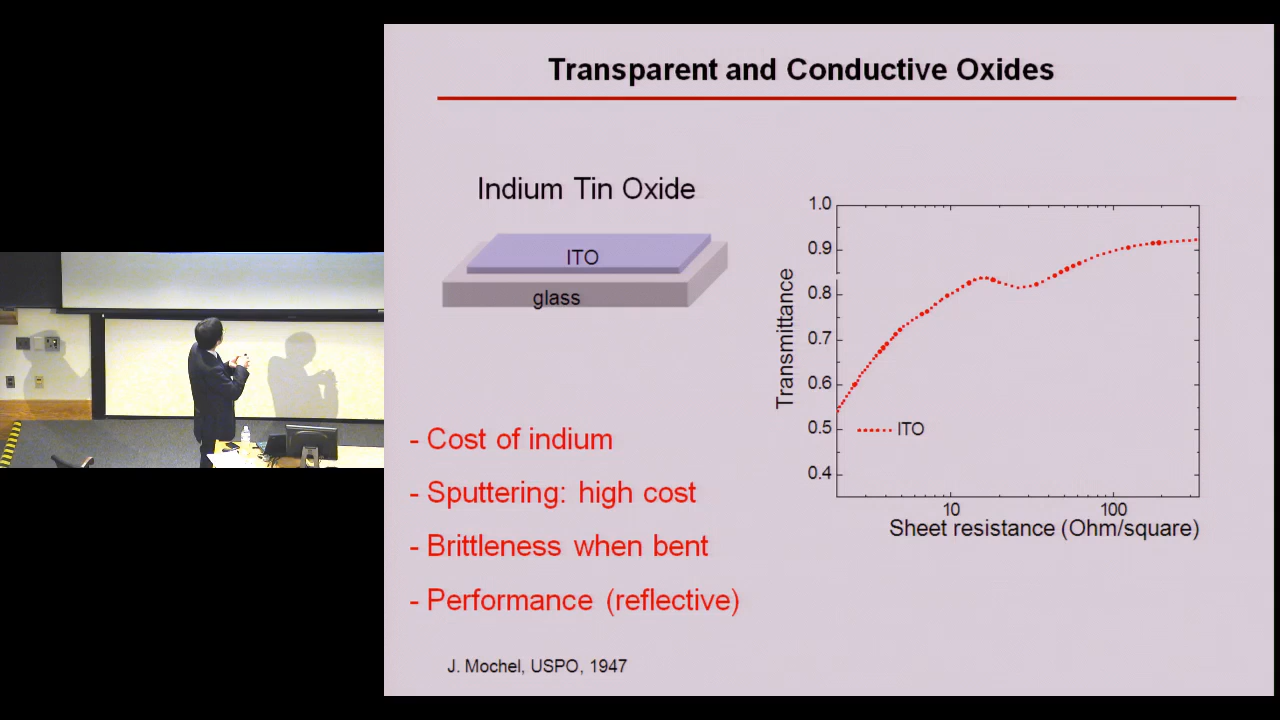 Transparent and Conductive Oxides
Indium Tin Oxide
ITO
glass
- Cost of indium
- Sputtering: high cost
- Brittleness when bent
- Performance (reflective)
J. Mochel, USPO, 1947
1.0
0.9
0.8
0.7
0.6
0.5
0.4
Transmittance
ITO
10
100
Sheet resistance (Ohm/square)